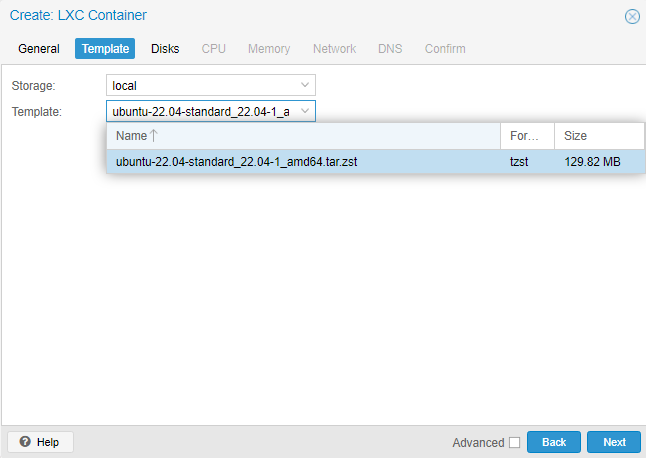 Create: LXC Container
General Template Disks CPU Memory Network DNS Confirm
Storage: local
Template: ubuntu-22.04-standard_22.04-1_a
Name For... Size
ubuntu-22.04-standard_22.04-1_amd64.tar.zst tzst 129.82 MB
Help Advanced Back Next